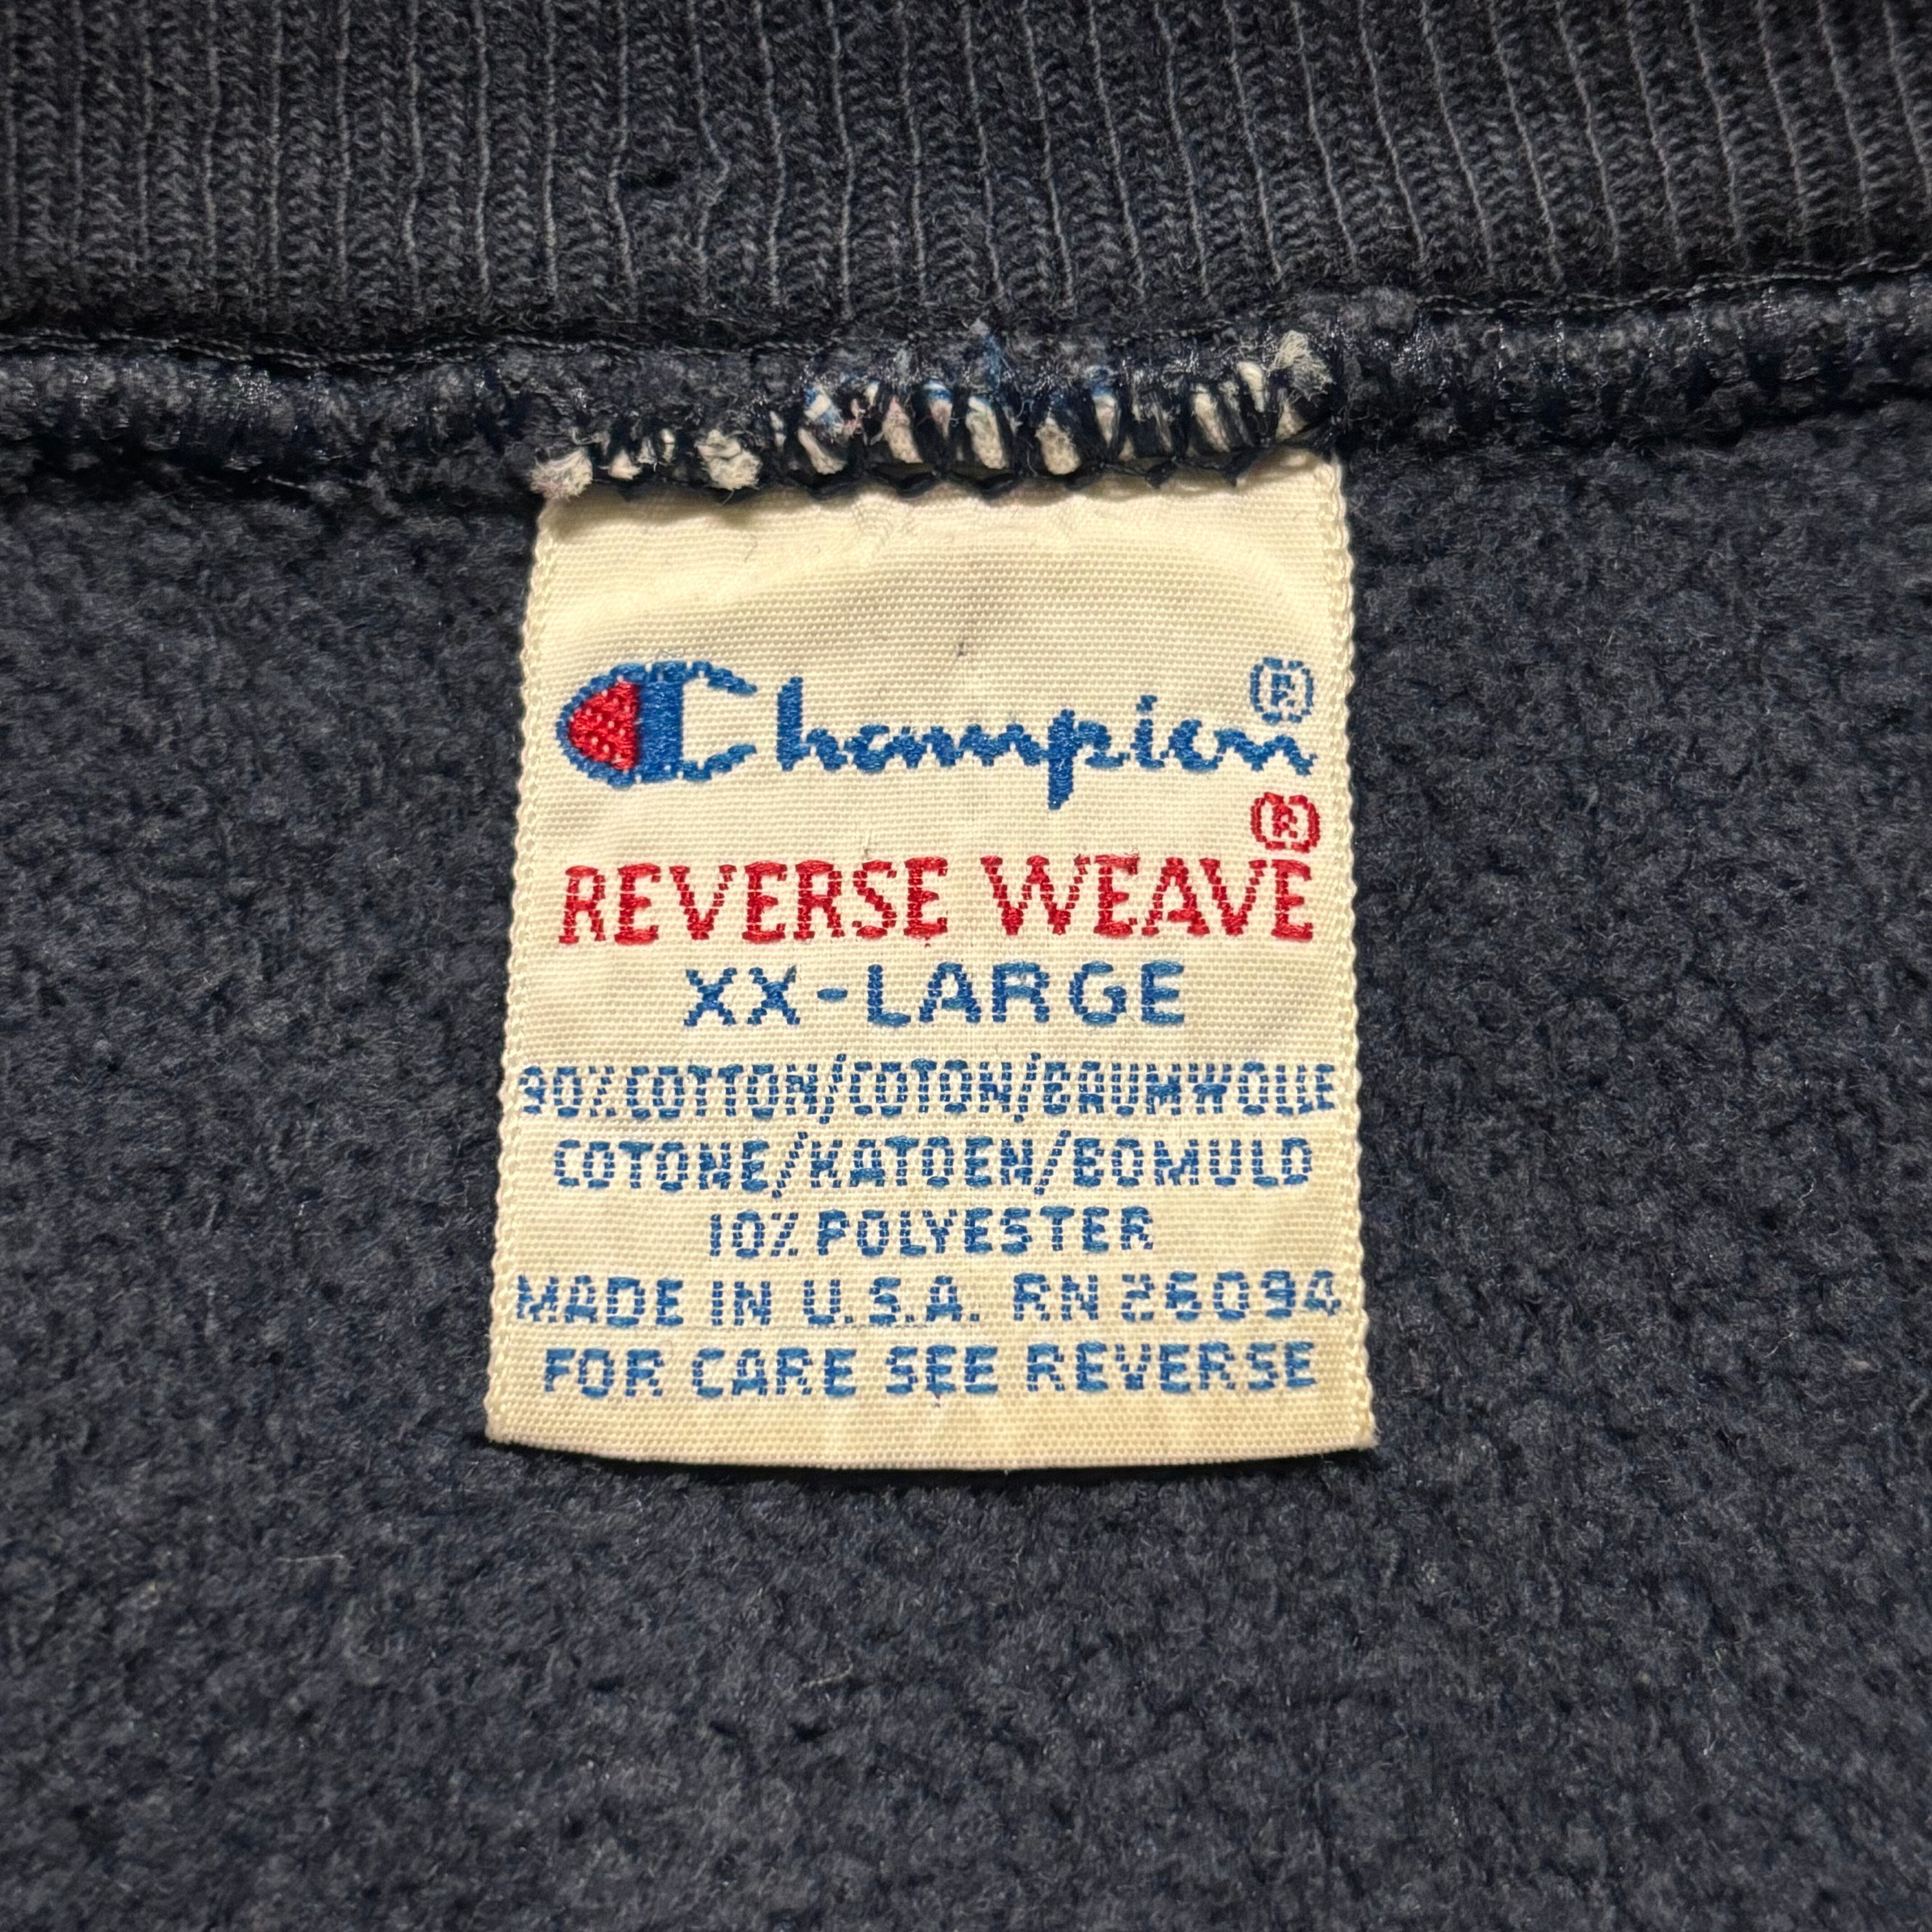 Champion®
REVERSE WEAVE®
XX-LARGE
90% COTTON/COTON/BAUMWOLLE
COTONE/KATOEN/BOMULD
10% POLYESTER
MADE IN U.S.A. RN 26094
FOR CARE SEE REVERSE